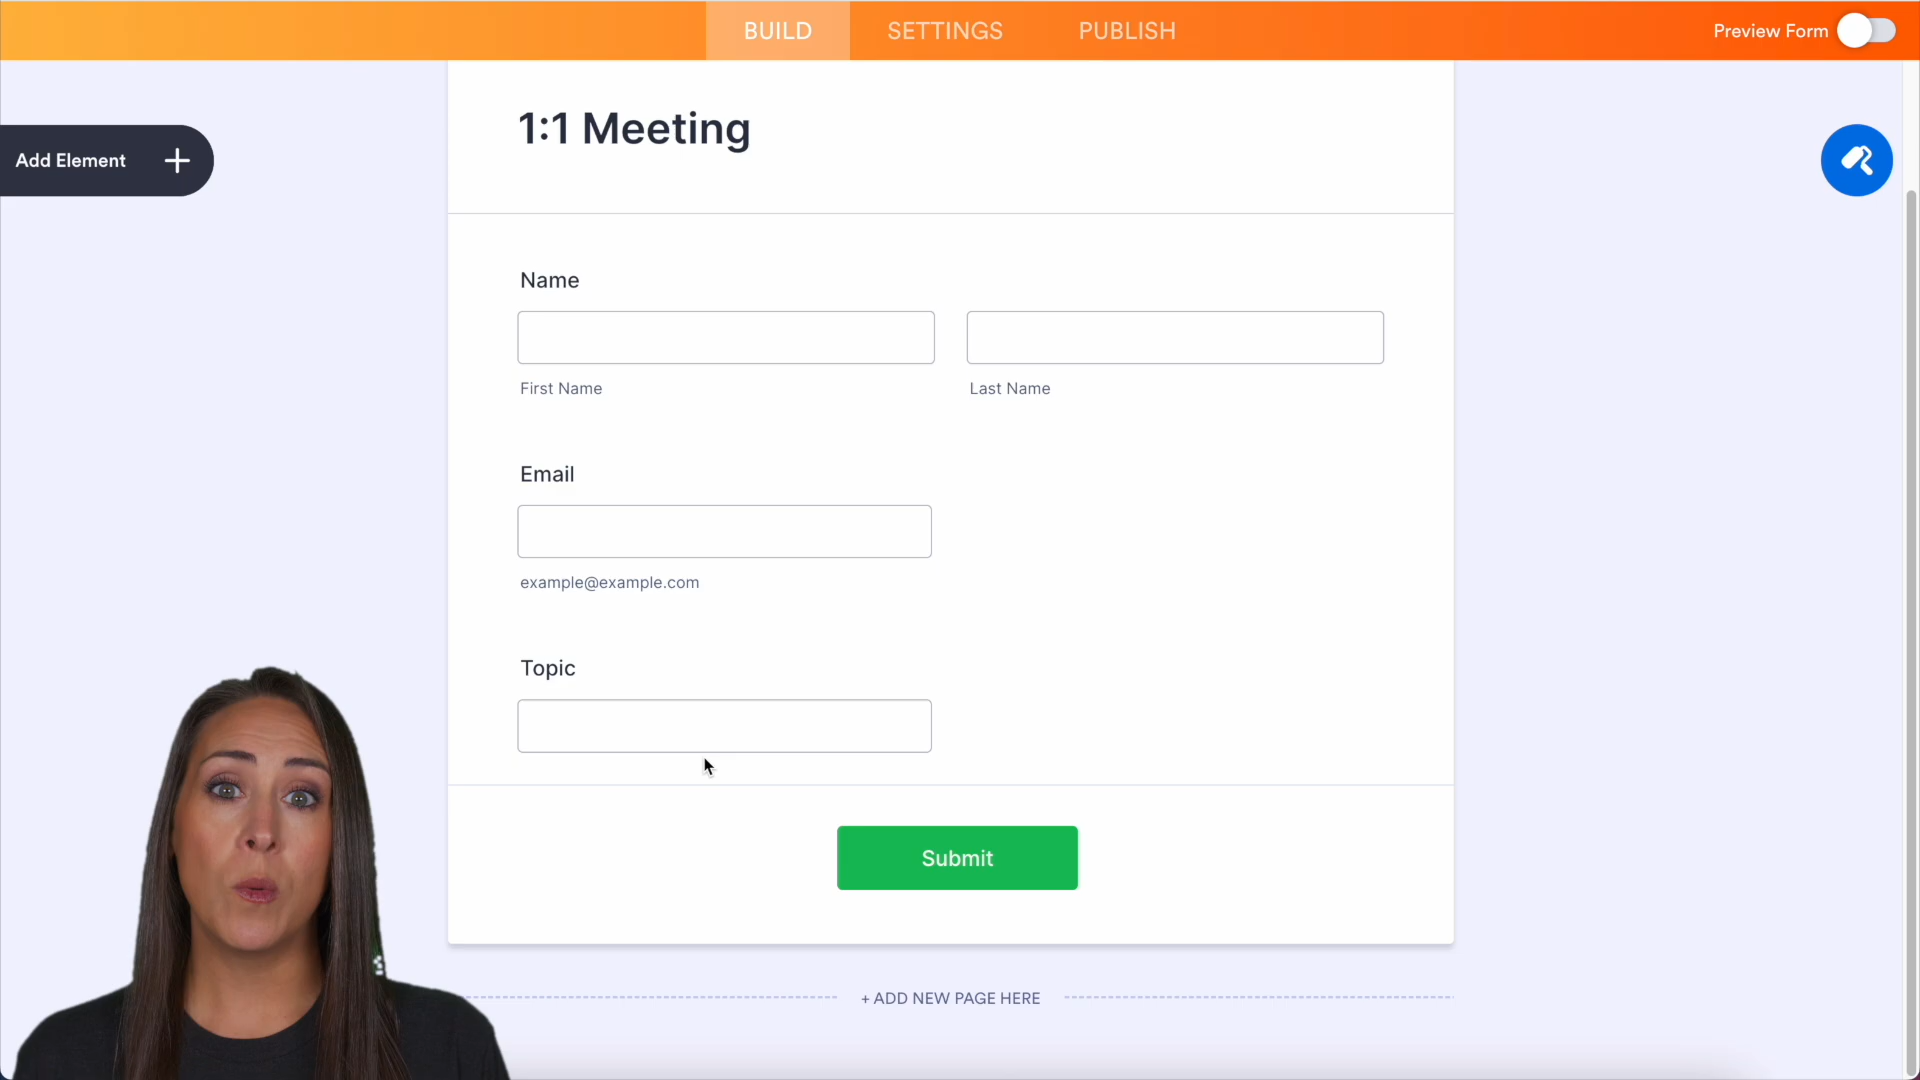 BUILD
SETTINGS
PUBLISH
Preview Form
Add Element
1:1 Meeting
Name
First Name
Last Name
Email
example@example.com
Topic
Submit
+ ADD NEW PAGE HERE